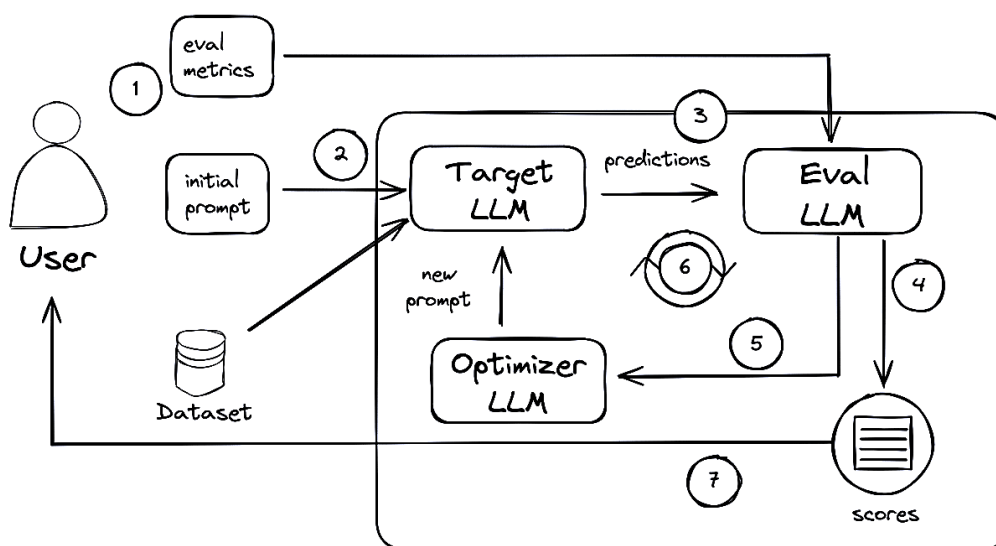 eval
metrics
1
3
2
initial
prompt
Target
LLM
predictions
Eval
LLM
User
new
prompt
6
4
5
Optimizer
LLM
Dataset
7
scores